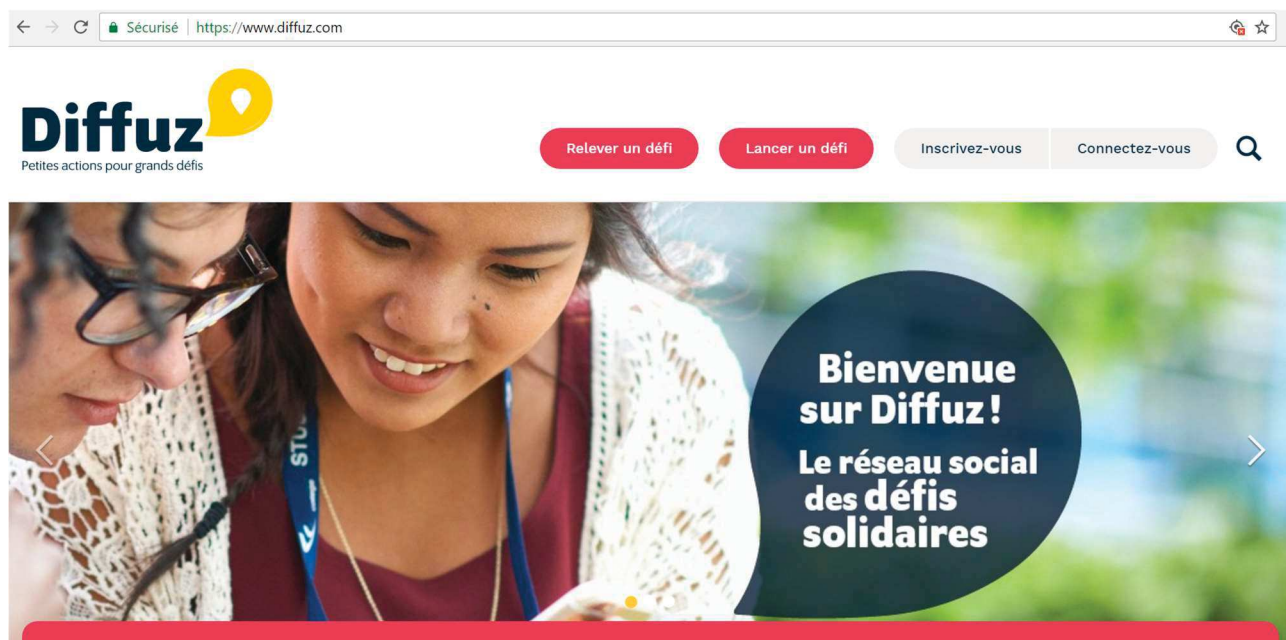 Sécurisé | https://www.diffuz.com
Diffuz
Petites actions pour grands défis
Relever un défi
Lancer un défi
Inscrivez-vous
Connectez-vous
Bienvenue
sur Diffuz !
Le réseau social
des défis
solidaires